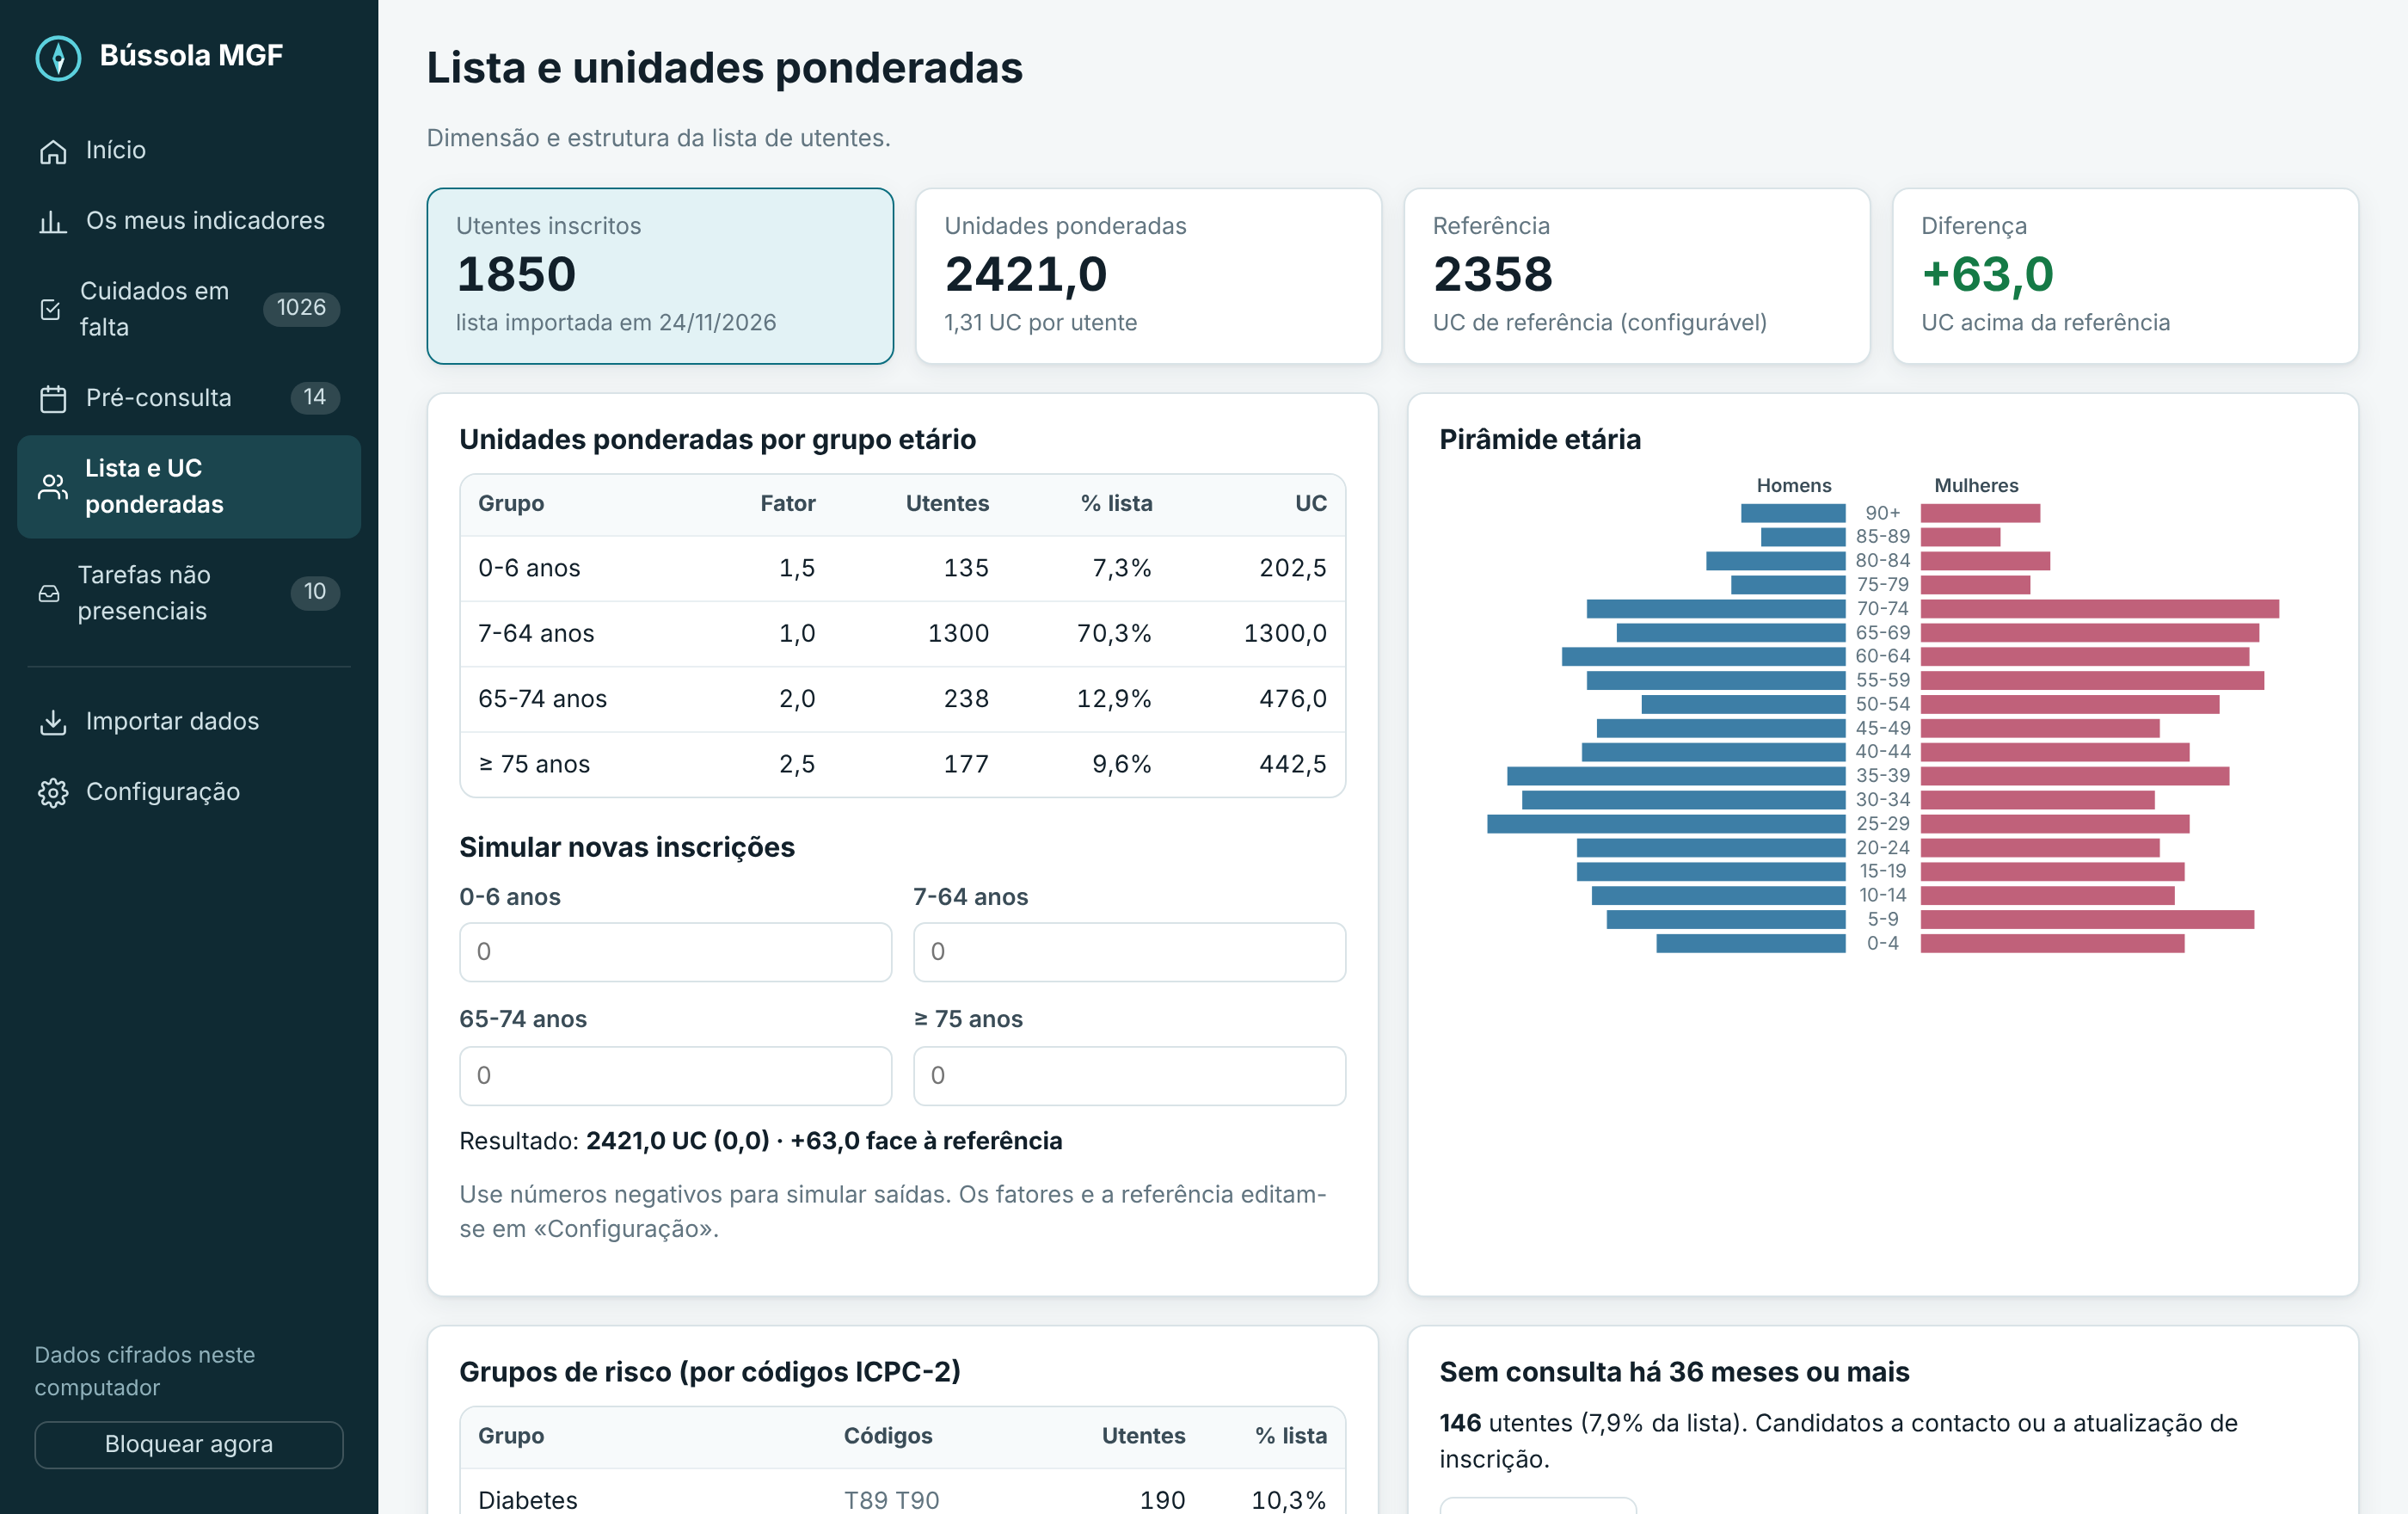 Bússola MGF
Início
Os meus indicadores
Cuidados em
falta
1026
Pré-consulta
14
Lista e UC
ponderadas
Tarefas não
presenciais
10
Importar dados
Configuração
Dados cifrados neste
computador
Bloquear agora
Lista e unidades ponderadas
Dimensão e estrutura da lista de utentes.
Utentes inscritos
1850
lista importada em 24/11/2026
Unidades ponderadas
2421,0
1,31 UC por utente
Referência
2358
UC de referência (configurável)
Diferença
+63,0
UC acima da referência
Unidades ponderadas por grupo etário
Grupo Fator Utentes % lista UC
0-6 anos 1,5 135 7,3% 202,5
7-64 anos 1,0 1300 70,3% 1300,0
65-74 anos 2,0 238 12,9% 476,0
≥ 75 anos 2,5 177 9,6% 442,5
Simular novas inscrições
0-6 anos 7-64 anos
0 0
65-74 anos ≥ 75 anos
0 0
Resultado: 2421,0 UC (0,0) · +63,0 face à referência
Use números negativos para simular saídas. Os fatores e a referência editam-
se em «Configuração».
Pirâmide etária
Homens Mulheres
90+
85-89
80-84
75-79
70-74
65-69
60-64
55-59
50-54
45-49
40-44
35-39
30-34
25-29
20-24
15-19
10-14
5-9
0-4
Grupos de risco (por códigos ICPC-2)
Grupo Códigos Utentes % lista
Diabetes T89 T90 190 10,3%
Sem consulta há 36 meses ou mais
146 utentes (7,9% da lista). Candidatos a contacto ou a atualização de
inscrição.